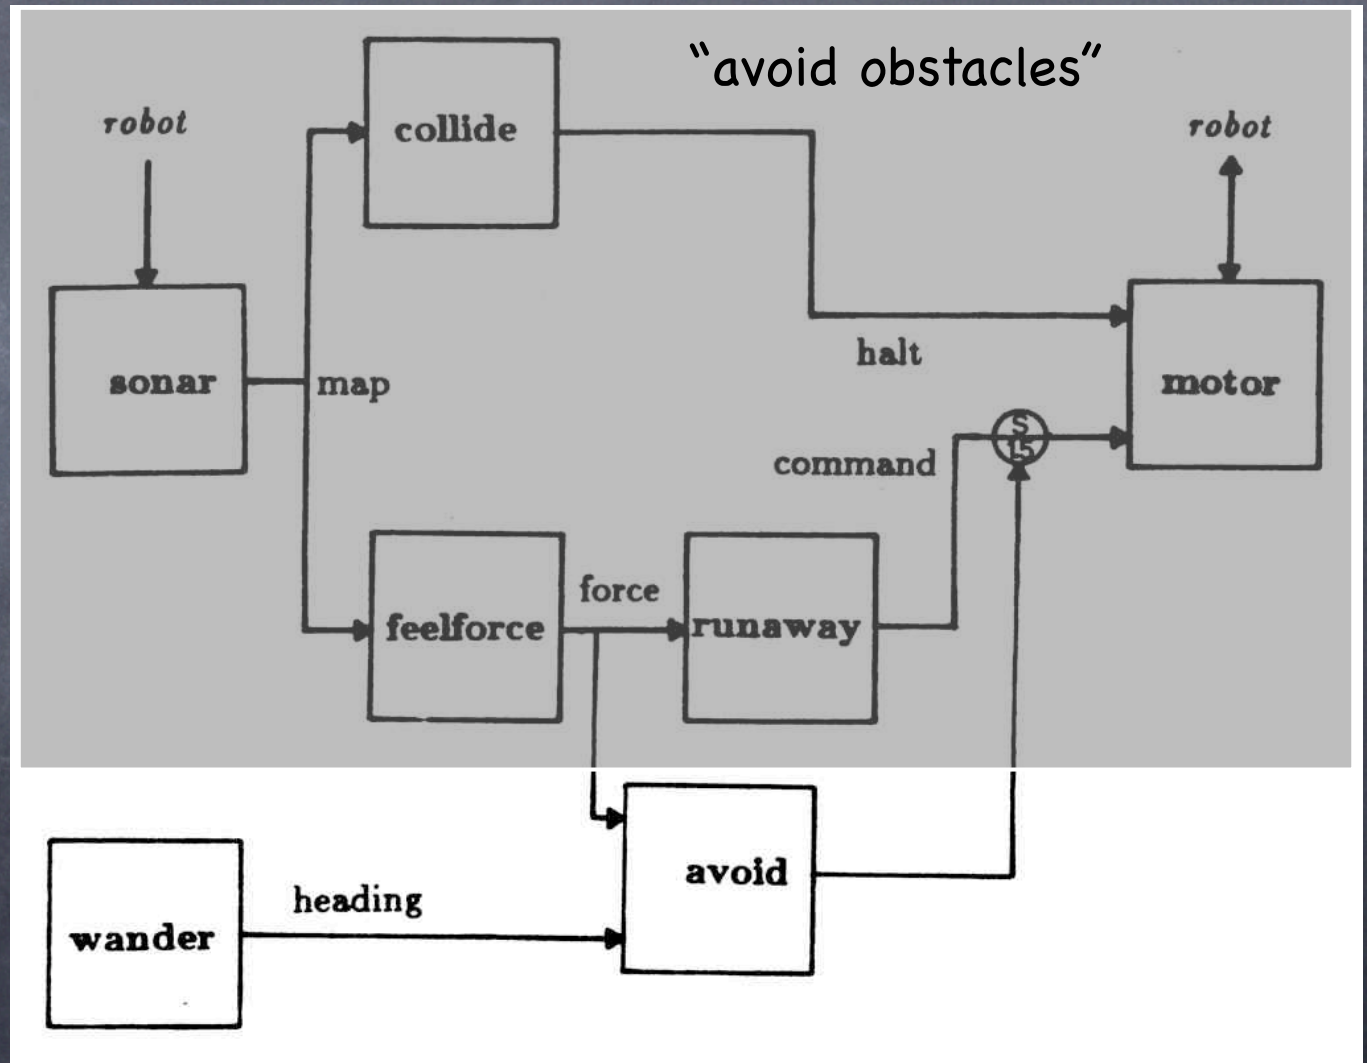 “avoid obstacles”
robot
collide
robot
sonar
map
halt
motor
S
15
command
force
feelforce
runaway
avoid
heading
wander